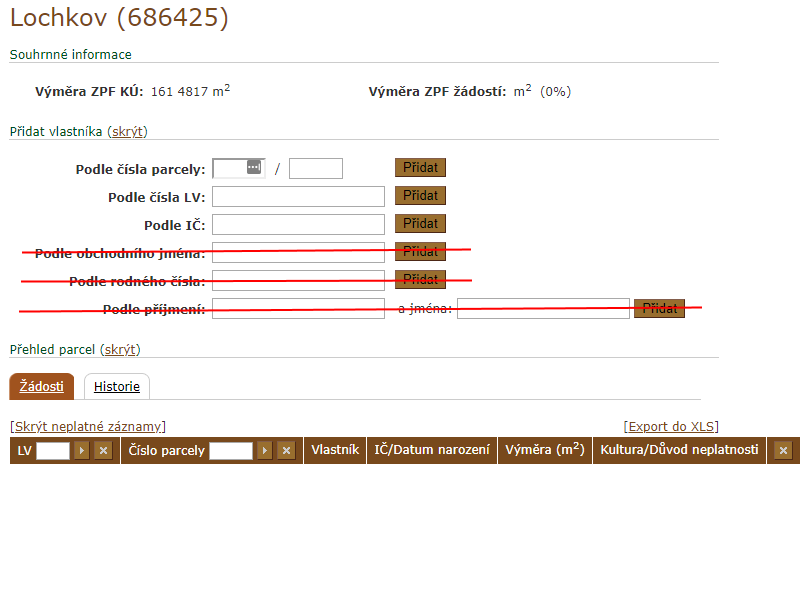 Lochkov (686425)
Souhrnné informace
Výměra ZPF KÚ: 161 4817 m² Výměra ZPF žádostí: m² (0%)
Přidat vlastníka (skrýt)
Podle čísla parcely: / Přidat
Podle čísla LV: Přidat
Podle IČ: Přidat
Podle obchodního jména: Přidat
Podle rodného čísla: Přidat
Podle příjmení: a jména: Přidat
Přehled parcel (skrýt)
Žádosti Historie
[Skrýt neplatné záznamy] [Export do XLS]
LV Číslo parcely Vlastník IČ/Datum narození Výměra (m²) Kultura/Důvod neplatnosti